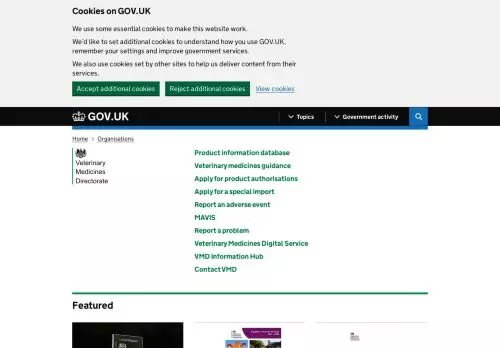 Cookies on GOV.UK
We use some essential cookies to make this website work.
We'd like to set additional cookies to understand how you use GOV.UK,
remember your settings and improve government services.
We also use cookies set by other sites to help us deliver content from their
services.
Accept additional cookies
Reject additional cookies
View cookies
GOV.UK
Topics
Government activity
Home > Organisations
Veterinary
Medicines
Directorate
Product information database
Veterinary medicines guidance
Apply for product authorisations
Apply for a special import
Report an adverse event
MAVIS
Report a problem
Veterinary Medicines Digital Service
VMD Information Hub
Contact VMD
Featured